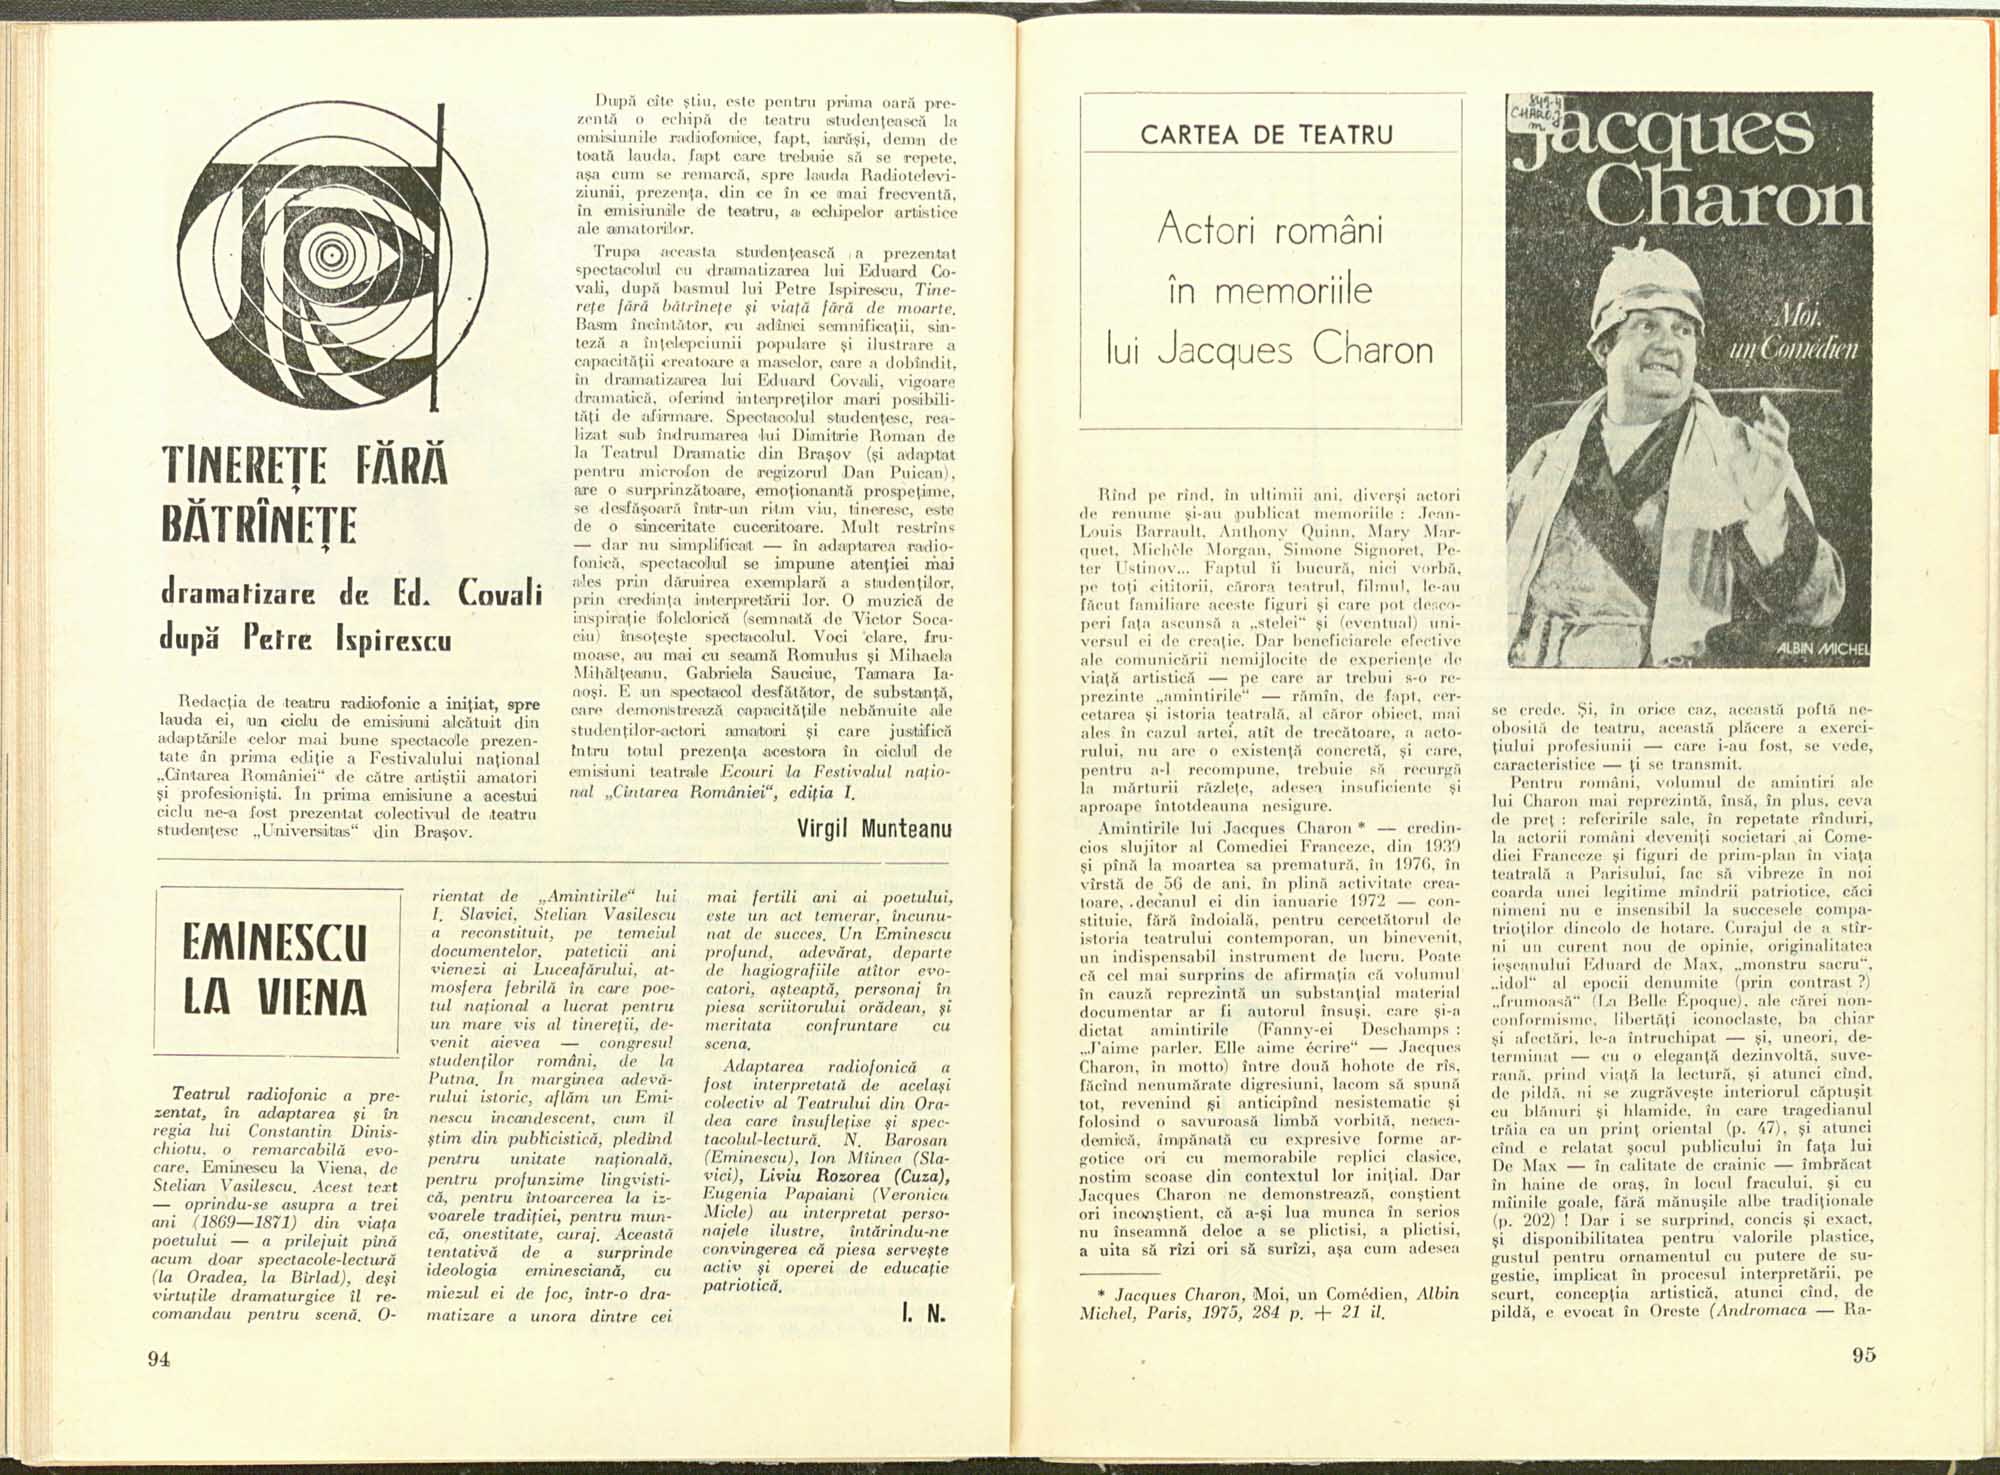 TINEREȚE FĂRĂ
BĂTRÎNEȚE
dramatizare de Ed. Covali
după Petre Ispirescu
Redacția de teatru radiofonic a inițiat, spre
lauda ei, un ciclu de emisiuni alcătuit din
adaptările celor mai bune spectacole prezen-
tate în prima ediție a Festivalului național
„Cîntarea României“ de către artiștii amatori
și profesioniști. In prima emisiune a acestui
ciclu ne-a fost prezentat colectivul de teatru
studențesc „Universitas“ din Brașov.
După cîte știu, este pentru prima oară pre-
zentă o echipă de teatru studențească la
emisiunile radiofonice, fapt, iarăși, demn de
toată lauda, fapt care trebuie să se repete,
așa cum se remarcă, spre lauda Radiotelevi-
ziunii, prezența, din ce în ce mai frecventă,
în emisiunile de teatru, a echipelor artistice
ale amatorilor.
Trupa aceasta studențească a prezentat
spectacolul cu dramatizarea lui Eduard Co-
vali, după basmul lui Petre Ispirescu, Tine-
rețe fără bătrînețe și viață fără de moarte.
Basm încîntător, cu adînci semnificații, sin-
teză a înțelepciunii populare și ilustrare a
capacității creatoare a maselor, care a dobîndit,
în dramatizarea lui Eduard Covali, vigoare
dramatică, oferind interpreților mari posibili-
tăți de afirmare. Spectacolul studențesc, rea-
lizat sub îndrumarea lui Dimitrie Roman de
la Teatrul Dramatic din Brașov (și adaptat
pentru microfon de regizorul Dan Puican),
are o surprinzătoare, emoționantă prospețime,
se desfășoară într-un ritm viu, tineresc, este
de o sinceritate cuceritoare. Mult restrîns
— dar nu simplificat — în adaptarea radio-
fonică, spectacolul se impune atenției mai
ales prin dăruirea exemplară a studenților,
prin credința interpretării lor. O muzică de
inspirație folclorică (semnată de Victor Soca-
ciu) însoțește spectacolul. Voci clare, fru-
moase, au mai cu seamă Romulus și Mihaela
Mihălțeanu, Gabriela Sauciuc, Tamara Ia-
noși. E un spectacol desfătător, de substanță,
care demonstrează capacitățile nebănuite ale
studenților-actori amatori și care justifică
întru totul prezența acestora în ciclul de
emisiuni teatrale Ecouri la Festivalul națio-
nal „Cîntarea României“, ediția I.
Virgil Munteanu
EMINESCU
LA VIENA
Teatrul radiofonic a pre-
zentat, în adaptarea și în
regia lui Constantin Dinis-
chiotu, o remarcabilă evo-
care, Eminescu la Viena, de
Stelian Vasilescu. Acest text
— oprindu-se asupra a trei
ani (1869—1871) din viața
poetului — a prilejuit pînă
acum doar spectacole-lectură
(la Oradea, la Bîrlad), deși
virtuțile dramaturgice îl re-
comandau pentru scenă. O-
rientat de „Amintirile“ lui
I. Slavici, Stelian Vasilescu
a reconstituit, pe temeiul
documentelor, pateticii ani
vienezi ai Luceafărului, at-
mosfera febrilă în care poe-
tul național a lucrat pentru
un mare vis al tinereții, de-
venit aievea — congresul
studenților români, de la
Putna. In marginea adevă-
rului istoric, aflăm un Emi-
nescu incandescent, cum îl
știm din publicistică, pledînd
pentru unitate națională,
pentru profunzime lingvisti-
că, pentru întoarcerea la iz-
voarele tradiției, pentru mun-
că, onestitate, curaj. Această
tentativă de a surprinde
ideologia eminesciană, cu
miezul ei de foc, într-o dra-
matizare a unora dintre cei
mai fertili ani ai poetului,
este un act temerar, încunu-
nat de succes. Un Eminescu
profund, adevărat, departe
de hagiografiile atîtor evo-
catori, așteaptă, personaj în
piesa scriitorului orădean, și
meritata confruntare cu
scena.
Adaptarea radiofonică a
fost interpretată de același
colectiv al Teatrului din Ora-
dea care însuflețise și spec-
tacolul-lectură. N. Barosan
(Eminescu), Ion Mîinea (Sla-
vici), Liviu Rozorea (Cuza),
Eugenia Papaiani (Veronica
Micle) au interpretat perso-
najele ilustre, întărindu-ne
convingerea că piesa servește
activ și operei de educație
patriotică.
I. N.
94
CARTEA DE TEATRU
Actori români
în memoriile
lui Jacques Charon
Rînd pe rînd, în ultimii ani, diverși actori
de renume și-au publicat memoriile : Jean-
Louis Barrault, Anthony Quinn, Mary Mar-
quet, Michèle Morgan, Simone Signoret, Pe-
ter Ustinov... Faptul îi bucură, nici vorbă,
pe toți cititorii, cărora teatrul, filmul, le-au
făcut familiare aceste figuri și care pot desco-
peri fața ascunsă a „stelei“ și (eventual) uni-
versul ei de creație. Dar beneficiarele efective
ale comunicării nemijlocite de experiențe de
viață artistică — pe care ar trebui s-o re-
prezinte „amintirile“ — rămîn, de fapt, cer-
cetarea și istoria teatrală, al căror obiect, mai
ales în cazul artei, atît de trecătoare, a acto-
rului, nu are o existență concretă, și care,
pentru a-l recompune, trebuie să recurgă
la mărturii răzlețe, adesea insuficiente și
aproape întotdeauna nesigure.
Amintirile lui Jacques Charon * — credin-
cios slujitor al Comediei Franceze, din 1939
și pînă la moartea sa prematură, în 1976, în
vîrstă de 56 de ani, în plină activitate crea-
toare, decanul ei din ianuarie 1972 — con-
stituie, fără îndoială, pentru cercetătorul de
istoria teatrului contemporan, un binevenit,
un indispensabil instrument de lucru. Poate
că cel mai surprins de afirmația că volumul
în cauză reprezintă un substanțial material
documentar ar fi autorul însuși, care și-a
dictat amintirile (Fanny-ei Deschamps :
„J'aime parler. Elle aime écrire“ — Jacques
Charon, in motto) între două hohote de rîs,
făcînd nenumărate digresiuni, lacom să spună
tot, revenind și anticipînd nesistematic și
folosind o savuroasă limbă vorbită, neaca-
demică, împănată cu expresive forme ar-
gotice ori cu memorabile replici clasice,
nostim scoase din contextul lor inițial. Dar
Jacques Charon ne demonstrează, conștient
ori inconștient, că a-și lua munca în serios
nu înseamnă deloc a se plictisi, a plictisi,
a uita să rîzi ori să surîzi, așa cum adesea
* Jacques Charon, Moi, un Comédien, Albin
Michel, Paris, 1975, 284 p. + 21 il.
849-4
CHARO.J
m.
Jacques
Charon
Moi,
un Comédien
ALBIN MICHEL
se crede. Și, în orice caz, această poftă ne-
obosită de teatru, această plăcere a exerci-
țiului profesiunii — care i-au fost, se vede,
caracteristice — ți se transmit.
Pentru români, volumul de amintiri ale
lui Charon mai reprezintă, însă, în plus, ceva
de preț : referirile sale, în repetate rînduri,
la actorii români deveniți societari ai Come-
diei Franceze și figuri de prim-plan în viața
teatrală a Parisului, fac să vibreze în noi
coarda unei legitime mîndrii patriotice, căci
nimeni nu e insensibil la succesele compa-
trioților dincolo de hotare. Curajul de a stîr-
ni un curent nou de opinie, originalitatea
ieșeanului Eduard de Max, „monstru sacru“,
„idol“ al epocii denumite (prin contrast ?)
„frumoasă“ (La Belle Époque), ale cărei non-
conformisme, libertăți iconoclaste, ba chiar
și afectări, le-a întruchipat — și, uneori, de-
terminat — cu o eleganță dezinvoltă, suve-
rană, prind viață la lectură, și atunci cînd,
de pildă, ni se zugrăvește interiorul căptușit
cu blănuri și hlamide, în care tragedianul
trăia ca un prinț oriental (p. 47), și atunci
cînd e relatat șocul publicului în fața lui
De Max — în calitate de crainic — îmbrăcat
în haine de oraș, în locul fracului, și cu
mîinile goale, fără mănușile albe tradiționale
(p. 202) ! Dar i se surprind, concis și exact,
și disponibilitatea pentru valorile plastice,
gustul pentru ornamentul cu putere de su-
gestie, implicat în procesul interpretării, pe
scurt, concepția artistică, atunci cînd, de
pildă, e evocat în Oreste (Andromaca — Ra-
95